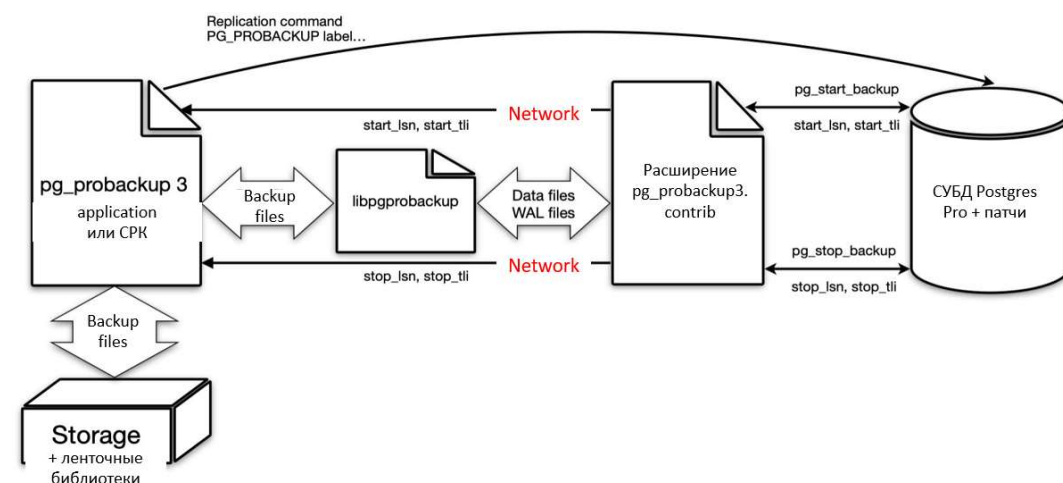 Replication command
PG_PROBACKUP label…
pg_probackup 3
application
или СРК
start_lsn, start_tli
Network
Backup
files
libpgprobackup
Data files
WAL files
stop_lsn, stop_tli
Network
Расширение
pg_probackup3.
contrib
pg_start_backup
start_lsn, start_tli
pg_stop_backup
stop_lsn, stop_tli
СУБД Postgres
Pro + патчи
Backup
files
Storage
+ ленточные
библиотеки